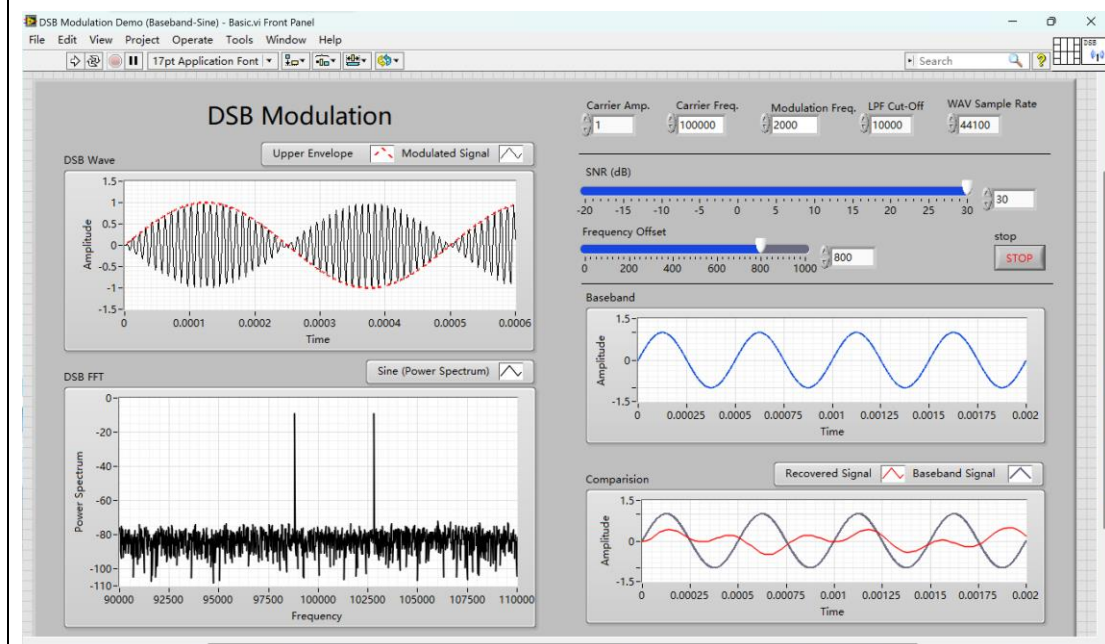 DSB Modulation Demo (Baseband-Sine) - Basic.vi Front Panel
File Edit View Project Operate Tools Window Help
17pt Application Font
Search
DSB
DSB Modulation
Carrier Amp. Carrier Freq. Modulation Freq. LPF Cut-Off WAV Sample Rate
1 100000 2000 10000 44100
DSB Wave
Upper Envelope Modulated Signal
1.5
1
0.5
0
-0.5
-1
-1.5
Amplitude
0 0.0001 0.0002 0.0003 0.0004 0.0005 0.0006
Time
SNR (dB)
-20 -15 -10 -5 0 5 10 15 20 25 30
30
Frequency Offset
0 200 400 600 800 1000
800
stop
STOP
Baseband
1.5
0
-1.5
Amplitude
0 0.00025 0.0005 0.00075 0.001 0.00125 0.0015 0.00175 0.002
Time
DSB FFT
Sine (Power Spectrum)
0
-20
-40
-60
-80
-100
-110
Power Spectrum
90000 92500 95000 97500 100000 102500 105000 107500 110000
Frequency
Comparision
Recovered Signal Baseband Signal
1.5
0
-1.5
Amplitude
0 0.00025 0.0005 0.00075 0.001 0.00125 0.0015 0.00175 0.002
Time